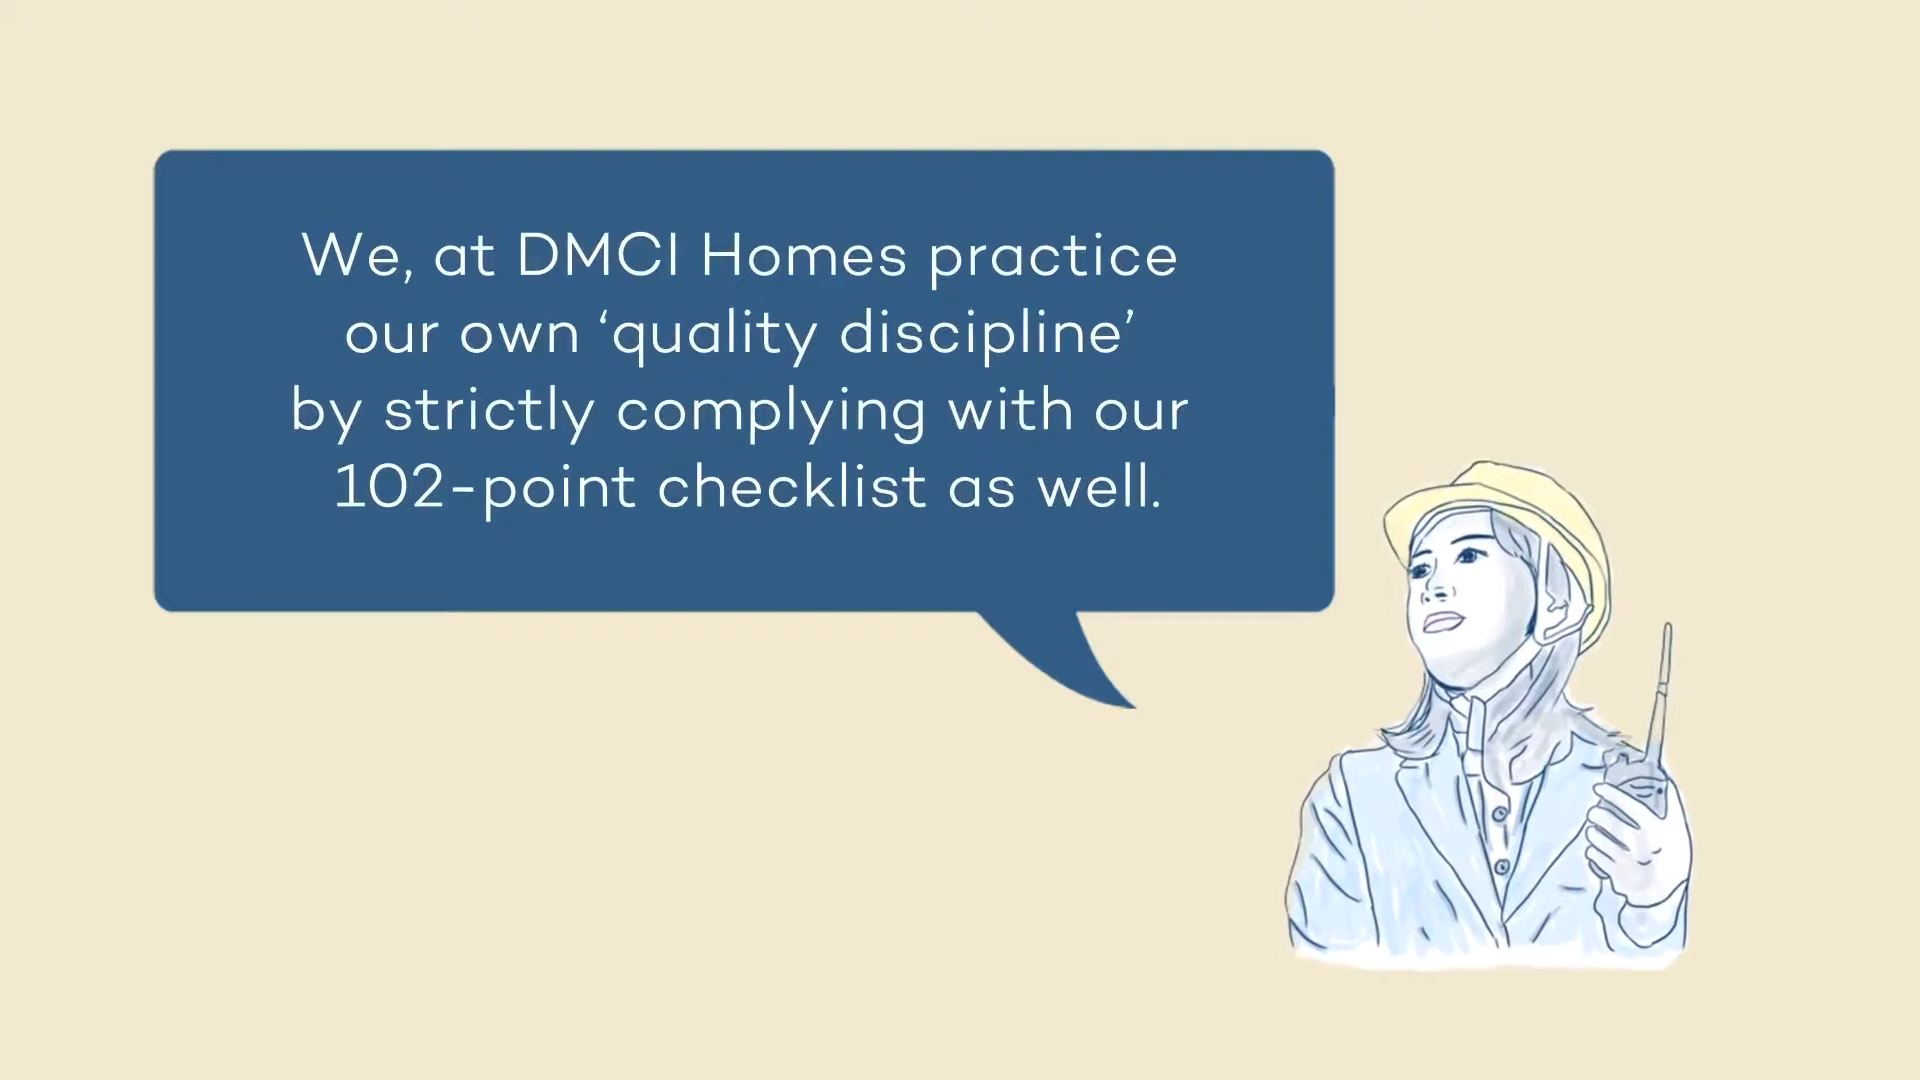 We, at DMCI Homes practice
our own ‘quality discipline’
by strictly complying with our
102-point checklist as well.